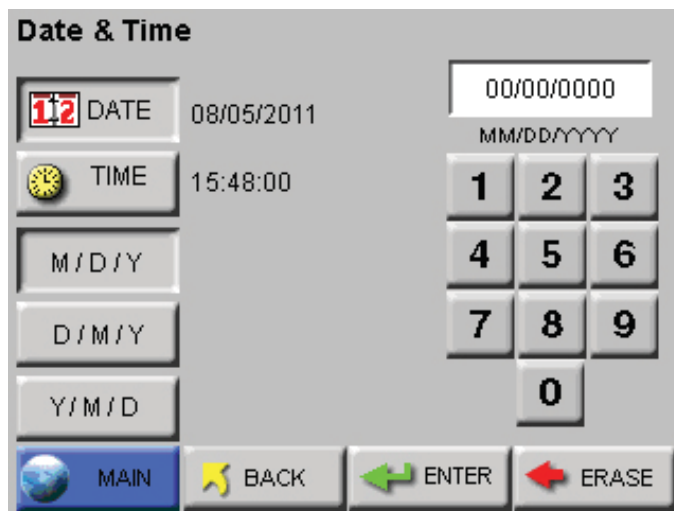 Date & Time
DATE 08/05/2011
00/00/0000
MM/DD/YYYY
TIME 15:48:00
1 2 3
M/D/Y
4 5 6
D/M/Y
7 8 9
Y/M/D
0
MAIN BACK ENTER ERASE